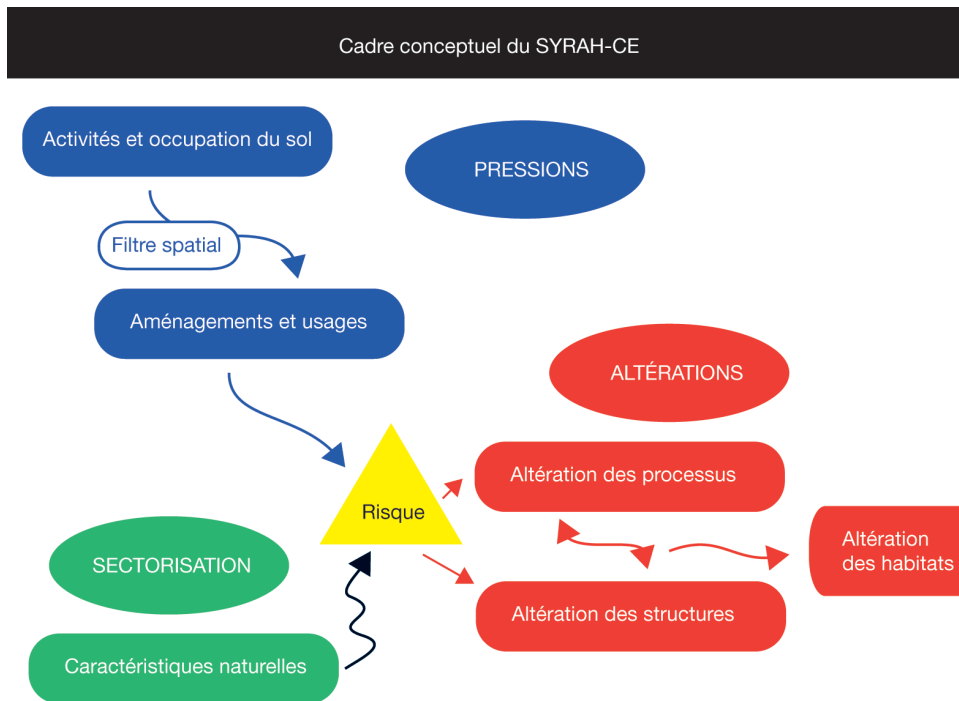 Cadre conceptuel du SYRAH-CE
Activités et occupation du sol
PRESSIONS
Filtre spatial
Aménagements et usages
ALTÉRATIONS
Altération des processus
Risque
SECTORISATION
Altération
des habitats
Altération des structures
Caractéristiques naturelles